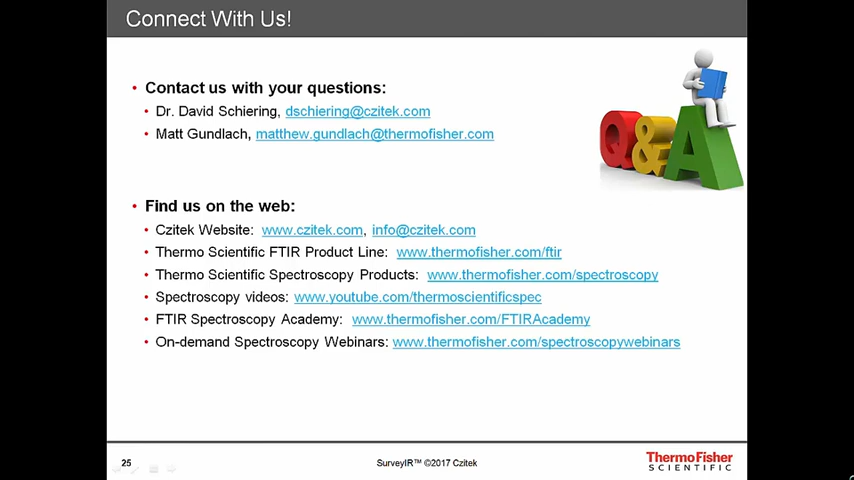 Connect With Us!
• Contact us with your questions:
• Dr. David Schiering, dschiering@czitek.com
• Matt Gundlach, matthew.gundlach@thermofisher.com
Q&A
• Find us on the web:
• Czitek Website: www.czitek.com, info@czitek.com
• Thermo Scientific FTIR Product Line: www.thermofisher.com/ftir
• Thermo Scientific Spectroscopy Products: www.thermofisher.com/spectroscopy
• Spectroscopy videos: www.youtube.com/thermoscientificspec
• FTIR Spectroscopy Academy: www.thermofisher.com/FTIRAcademy
• On-demand Spectroscopy Webinars: www.thermofisher.com/spectroscopywebinars
25
SurveyIR™ ©2017 Czitek
ThermoFisher
SCIENTIFIC